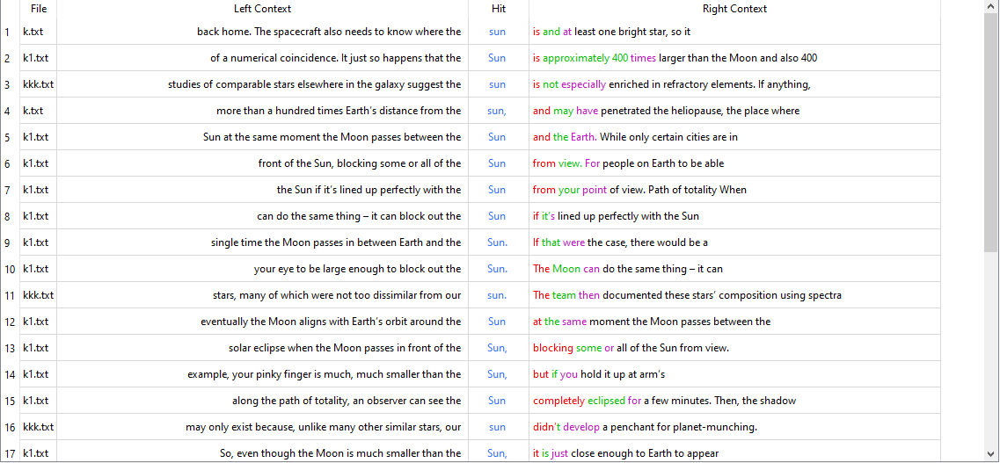 File Left Context Hit Right Context
1 k.txt back home. The spacecraft also needs to know where the sun is and at least one bright star, so it
2 k1.txt of a numerical coincidence. It just so happens that the Sun is approximately 400 times larger than the Moon and also 400
3 kkk.txt studies of comparable stars elsewhere in the galaxy suggest the sun is not especially enriched in refractory elements. If anything,
4 k.txt more than a hundred times Earth’s distance from the sun, and may have penetrated the heliopause, the place where
5 k1.txt Sun at the same moment the Moon passes between the Sun and the Earth. While only certain cities are in
6 k1.txt front of the Sun, blocking some or all of the Sun from view. For people on Earth to be able
7 k1.txt the Sun if it’s lined up perfectly with the Sun from your point of view. Path of totality When
8 k1.txt can do the same thing – it can block out the Sun if it’s lined up perfectly with the Sun
9 k1.txt single time the Moon passes in between Earth and the Sun. If that were the case, there would be a
10 k1.txt your eye to be large enough to block out the Sun. The Moon can do the same thing – it can
11 kkk.txt stars, many of which were not too dissimilar from our sun. The team then documented these stars’ composition using spectra
12 k1.txt eventually the Moon aligns with Earth’s orbit around the Sun at the same moment the Moon passes between the
13 k1.txt solar eclipse when the Moon passes in front of the Sun, blocking some or all of the Sun from view.
14 k1.txt example, your pinky finger is much, much smaller than the Sun, but if you hold it up at arm’s
15 k1.txt along the path of totality, an observer can see the Sun completely eclipsed for a few minutes. Then, the shadow
16 kkk.txt may only exist because, unlike many other similar stars, our sun didn’t develop a penchant for planet-munching.
17 k1.txt So, even though the Moon is much smaller than the Sun, it is just close enough to Earth to appear